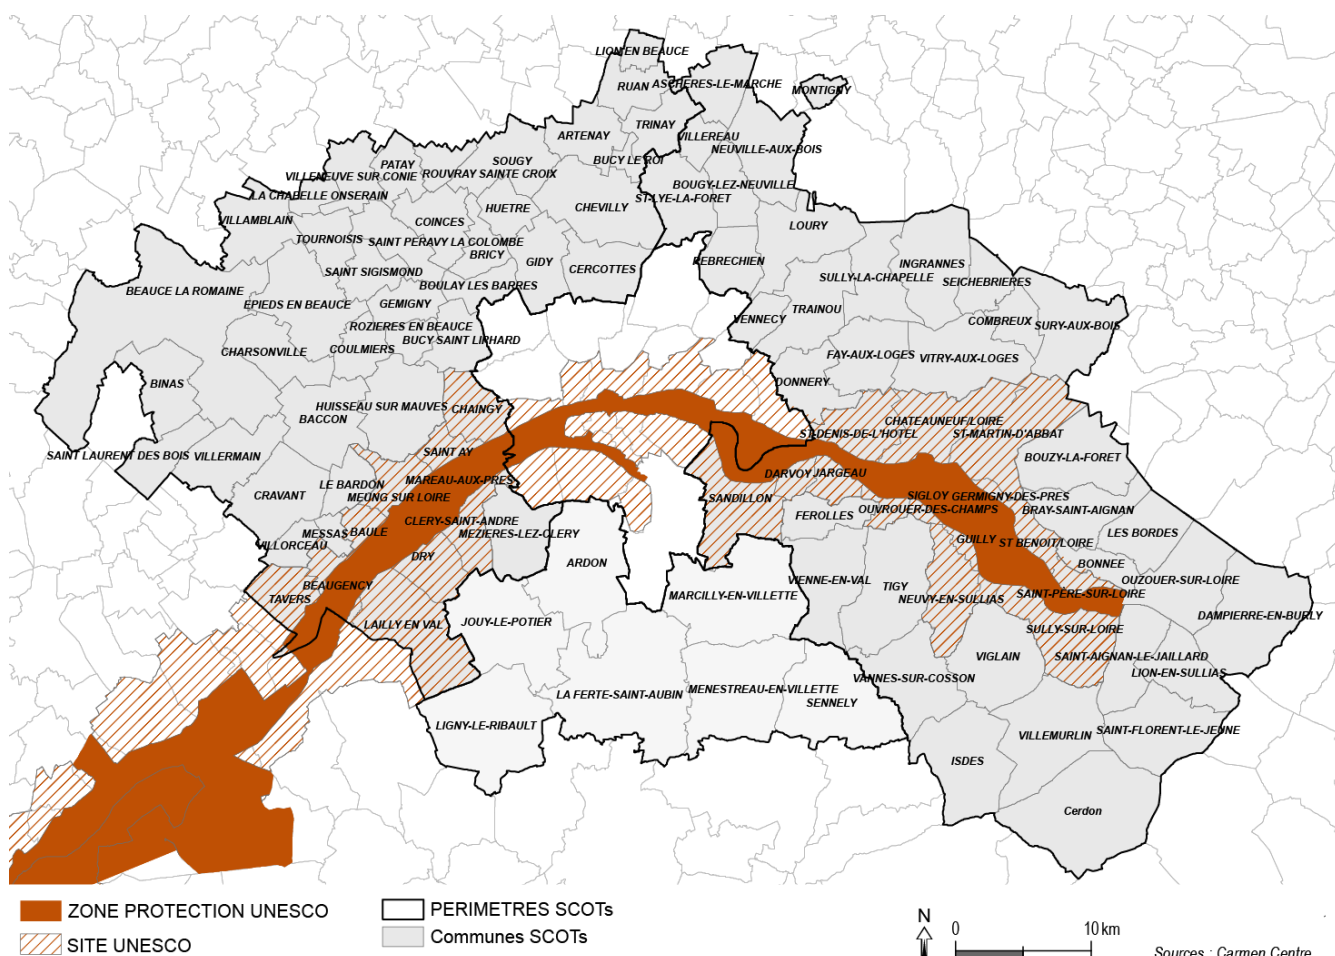 LION EN BEAUCE
RUAN
ASCHERES-LE-MARCHE
MONTIGNY
TRINAY
ARTENAY
VILLEREAU
NEUVILLE-AUX-BOIS
BUCY LE ROI
SOUGY
PATAY
ROUVRAY SAINTE CROIX
VILLENEUVE SUR CONIE
BOUGY-LEZ-NEUVILLE
LA CHAPELLE ONSERAIN
ST-LYE-LA-FORET
HUETRE
CHEVILLY
VILLAMBLAIN
COINCES
LOURY
TOURNOISIS
SAINT PERAVY LA COLOMBE
BRICY
GIDY
CERCOTTES
REBRECHIEN
INGRANNES
SAINT SIGISMOND
SULLY-LA-CHAPELLE
SEICHEBRIERES
BOULAY LES BARRES
BEAUCE LA ROMAINE
EPIEDS EN BEAUCE
GEMIGNY
TRAINOU
VENNECY
COMBREUX
SURY-AUX-BOIS
ROZIERES EN BEAUCE
BUCY SAINT LIPHARD
CHARSONVILLE
COULMIERS
FAY-AUX-LOGES
VITRY-AUX-LOGES
BINAS
DONNERY
HUISSEAU SUR MAUVES
CHAINGY
BACCON
CHATEAUNEUF/LOIRE
ST-DENIS-DE-L'HOTEL
ST-MARTIN-D'ABBAT
SAINT LAURENT DES BOIS
VILLERMAIN
SAINT AY
BOUZY-LA-FORET
DARVOY
JARGEAU
MAREAU-AUX-PRES
LE BARDON
CRAVANT
MEUNG SUR LOIRE
SANDILLON
SIGLOY
GERMIGNY-DES-PRES
OUVROUER-DES-CHAMPS
BRAY-SAINT-AIGNAN
FEROLLES
CLERY-SAINT-ANDRE
MESSAS
BAULE
MEZIERES-LEZ-CLERY
LES BORDES
VILLORCEAU
GUILLY
ST BENOIT/LOIRE
DRY
ARDON
BONNEE
VIENNE-EN-VAL
OUZOUER-SUR-LOIRE
BEAUGENCY
TIGY
TAVERS
MARCILLY-EN-VILLETTE
NEUVY-EN-SULLIAS
SAINT-PÈRE-SUR-LOIRE
DAMPIERRE-EN-BURLY
JOUY-LE-POTIER
LAILLY EN VAL
SULLY-SUR-LOIRE
VIGLAIN
SAINT-AIGNAN-LE-JAILLARD
LION-EN-SULLIAS
VANNES-SUR-COSSON
MENESTREAU-EN-VILLETTE
LA FERTE-SAINT-AUBIN
SENNELY
LIGNY-LE-RIBAULT
SAINT-FLORENT-LE-JEUNE
VILLEMURLIN
ISDES
Cerdon
ZONE PROTECTION UNESCO
PERIMETRES SCOTs
SITE UNESCO
Communes SCOTs
N
0 10 km
Sources : Carmen Centre